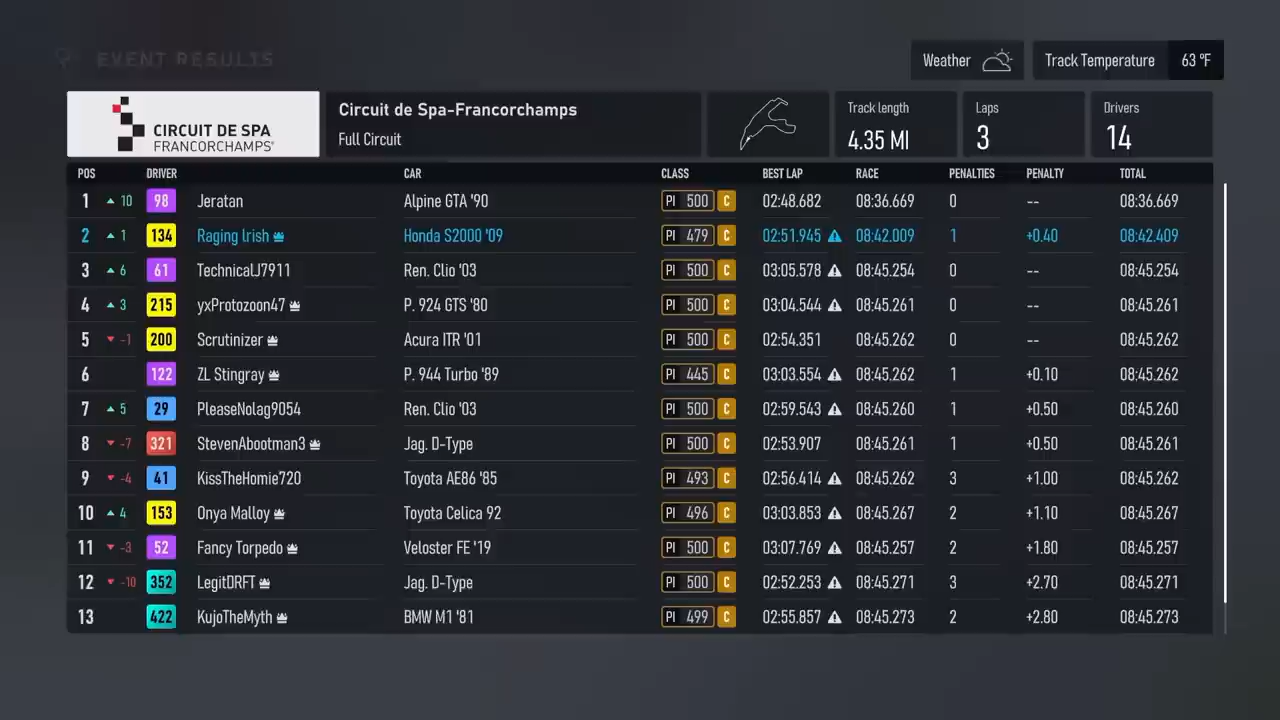 EVENT RESULTS
Weather
Track Temperature 63 °F
CIRCUIT DE SPA
FRANCORCHAMPS
Circuit de Spa-Francorchamps
Full Circuit
Track length
4.35 MI
Laps
3
Drivers
14
POS DRIVER CAR CLASS BEST LAP RACE PENALTIES PENALTY TOTAL
1 10 98 Jeratan Alpine GTA '90 PI 500 C 02:48.682 08:36.669 0 -- 08:36.669
2 1 134 Raging Irish Honda S2000 '09 PI 479 C 02:51.945 08:42.009 1 +0.40 08:42.409
3 6 61 TechnicalJ7911 Ren. Clio '03 PI 500 C 03:05.578 08:45.254 0 -- 08:45.254
4 3 215 yxProtozoon47 P. 924 GTS '80 PI 500 C 03:04.544 08:45.261 0 -- 08:45.261
5 -1 200 Scrutinizer Acura ITR '01 PI 500 C 02:54.351 08:45.262 0 -- 08:45.262
6 122 ZL Stingray P. 944 Turbo '89 PI 445 C 03:03.554 08:45.262 1 +0.10 08:45.262
7 5 29 PleaseNolag9054 Ren. Clio '03 PI 500 C 02:59.543 08:45.260 1 +0.50 08:45.260
8 -7 321 StevenAbootman3 Jag. D-Type PI 500 C 02:53.907 08:45.261 1 +0.50 08:45.261
9 -4 41 KissTheHomie720 Toyota AE86 '85 PI 493 C 02:56.414 08:45.262 3 +1.00 08:45.262
10 4 153 Onya Malloy Toyota Celica 92 PI 496 C 03:03.853 08:45.267 2 +1.10 08:45.267
11 -3 52 Fancy Torpedo Veloster FE '19 PI 500 C 03:07.769 08:45.257 2 +1.80 08:45.257
12 -10 352 LegitDRFT Jag. D-Type PI 500 C 02:52.253 08:45.271 3 +2.70 08:45.271
13 422 KujoTheMyth BMW M1 '81 PI 499 C 02:55.857 08:45.273 2 +2.80 08:45.273